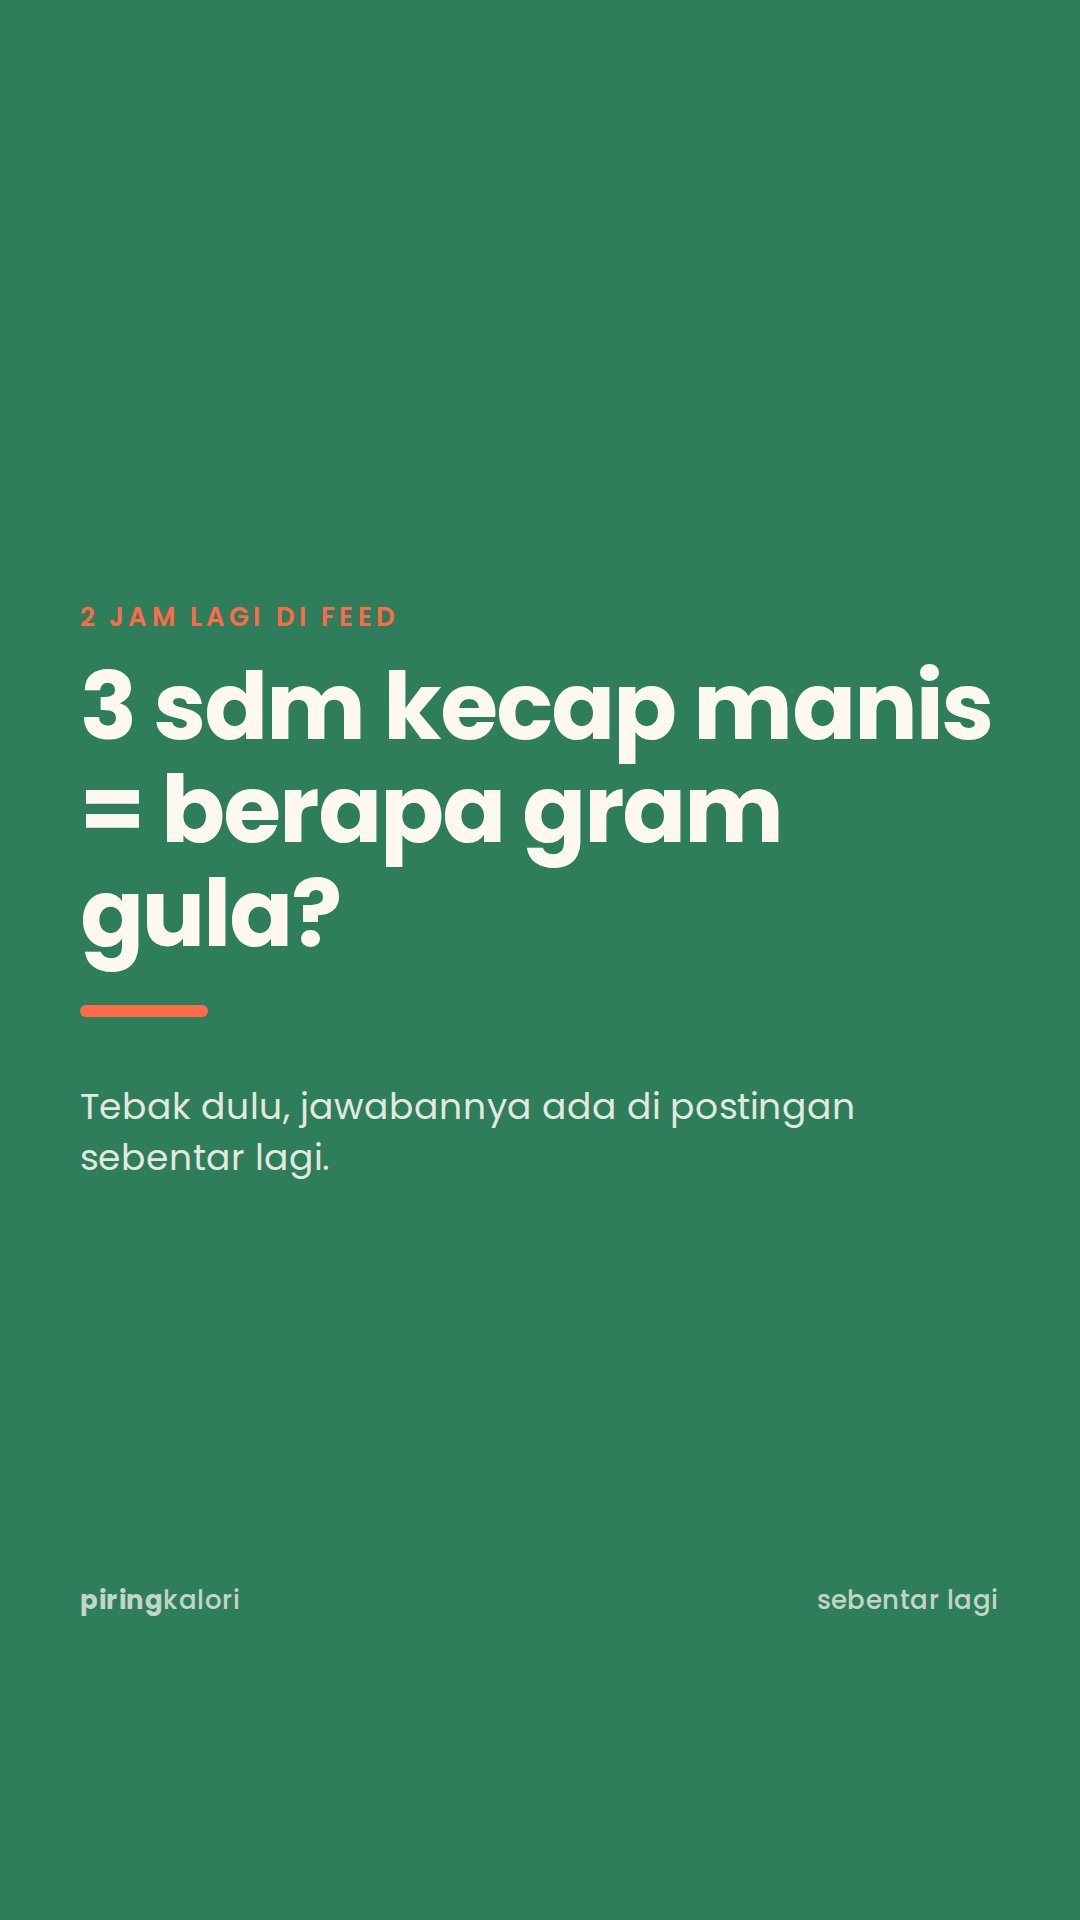 2 JAM LAGI DI FEED
3 sdm kecap manis
= berapa gram
gula?
Tebak dulu, jawabannya ada di postingan
sebentar lagi.
piringkalori
sebentar lagi